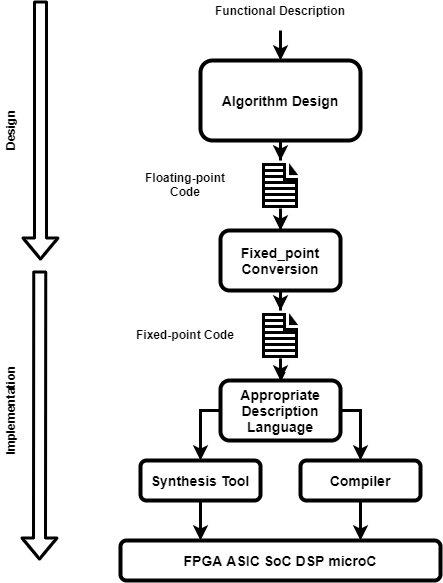 Functional Description
Algorithm Design
Design
Floating-point
Code
Fixed_point
Conversion
Fixed-point Code
Implementation
Appropriate
Description
Language
Synthesis Tool
Compiler
FPGA ASIC SoC DSP microC